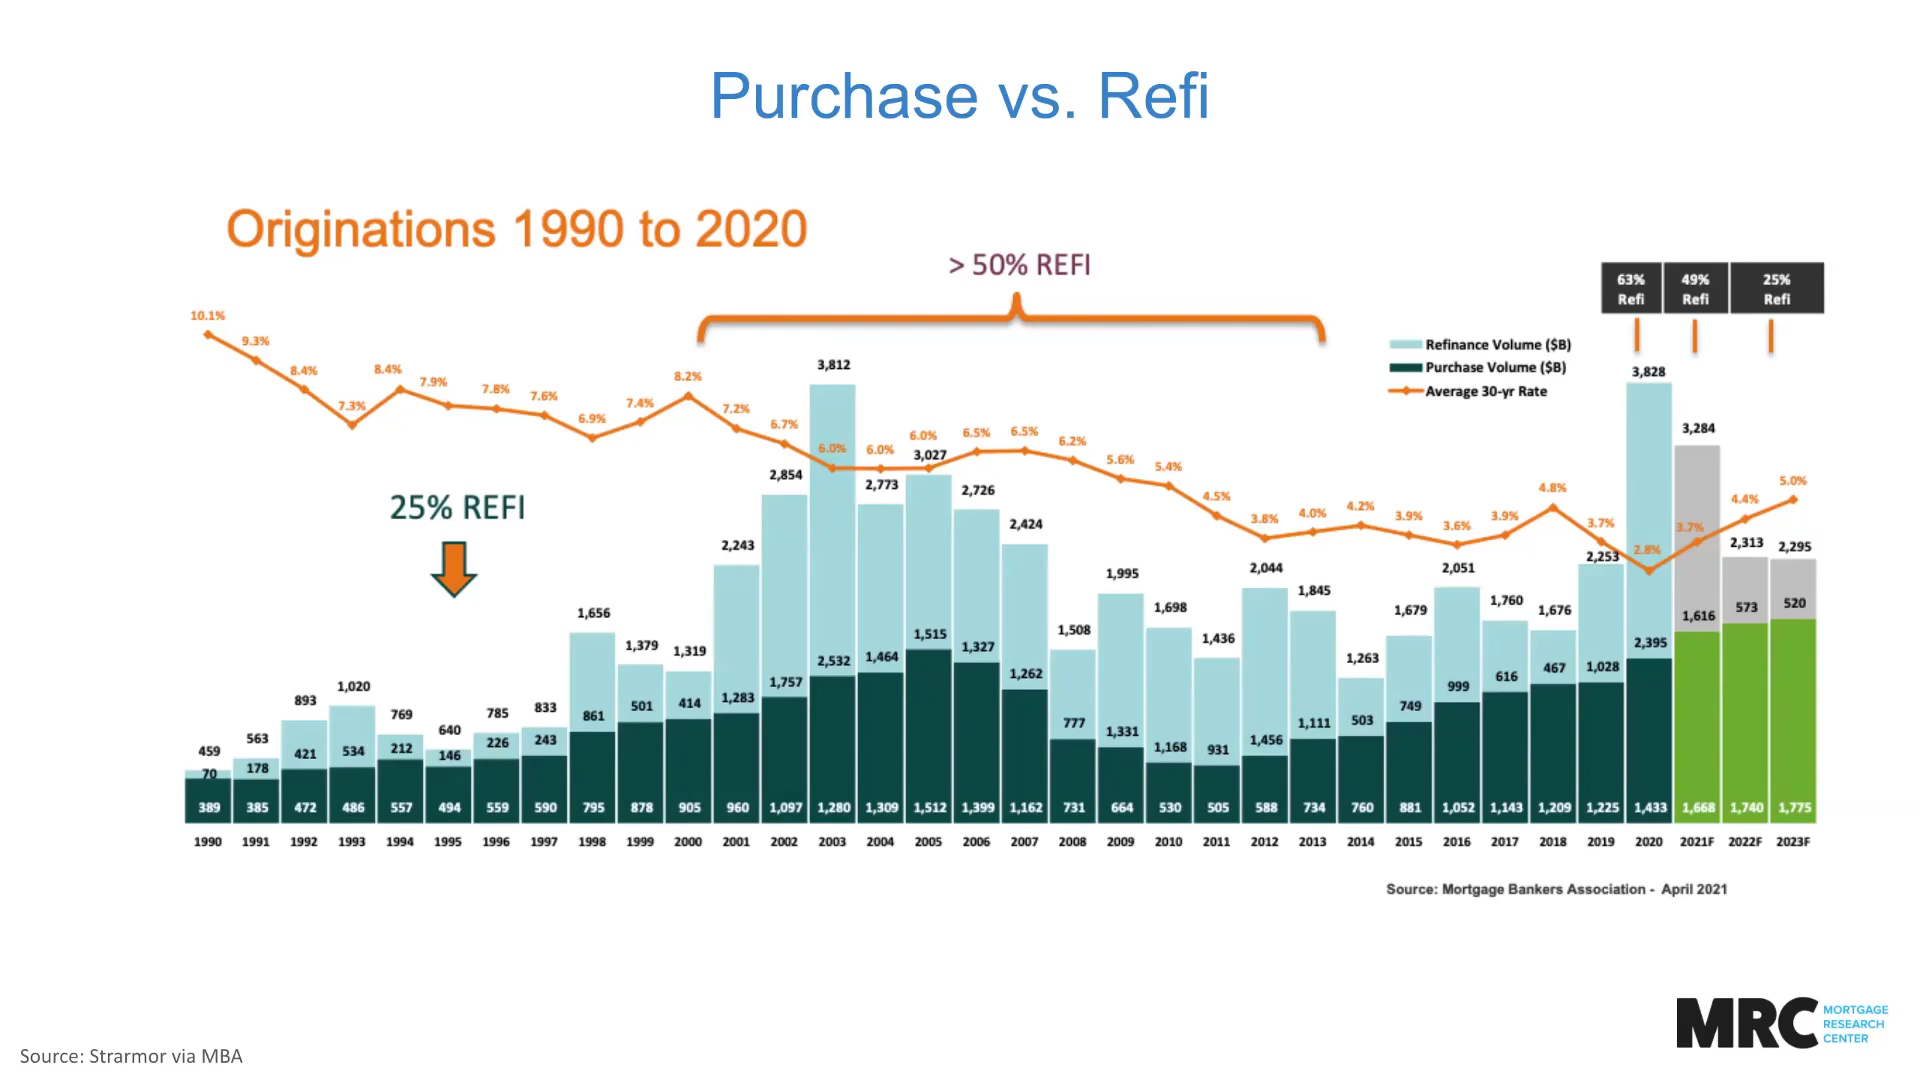 Purchase vs. Refi
Originations 1990 to 2020
> 50% REFI
63% Refi
49% Refi
25% Refi
Refinance Volume ($B)
Purchase Volume ($B)
Average 30-yr Rate
25% REFI
10.1% 9.3% 8.4% 7.3% 8.4% 7.9% 7.8% 7.6% 6.9% 7.4% 8.2% 7.2% 6.7% 6.0% 6.0% 6.0% 6.5% 6.5% 6.2% 5.6% 5.4% 4.5% 3.8% 4.0% 4.2% 3.9% 3.6% 3.9% 4.8% 3.7% 2.8% 3.7% 4.4% 5.0%
459 563 893 1,020 769 640 785 833 1,656 1,379 1,319 2,243 2,854 3,812 2,773 3,027 2,726 2,424 1,508 1,995 1,698 1,436 2,044 1,845 1,263 1,679 2,051 1,760 1,676 2,253 3,828 3,284 2,313 2,295
70 178 421 534 212 146 226 243 861 501 414 1,283 1,757 2,532 1,464 1,515 1,327 1,262 777 1,331 1,168 931 1,456 1,111 503 749 999 616 467 1,028 2,395 1,616 573 520
389 385 472 486 557 494 559 590 795 878 905 960 1,097 1,280 1,309 1,512 1,399 1,162 731 664 530 505 588 734 760 881 1,052 1,143 1,209 1,225 1,433 1,668 1,740 1,775
1990 1991 1992 1993 1994 1995 1996 1997 1998 1999 2000 2001 2002 2003 2004 2005 2006 2007 2008 2009 2010 2011 2012 2013 2014 2015 2016 2017 2018 2019 2020 2021F 2022F 2023F
Source: Mortgage Bankers Association - April 2021
MRC
MORTGAGE
RESEARCH
CENTER
Source: Strarmor via MBA